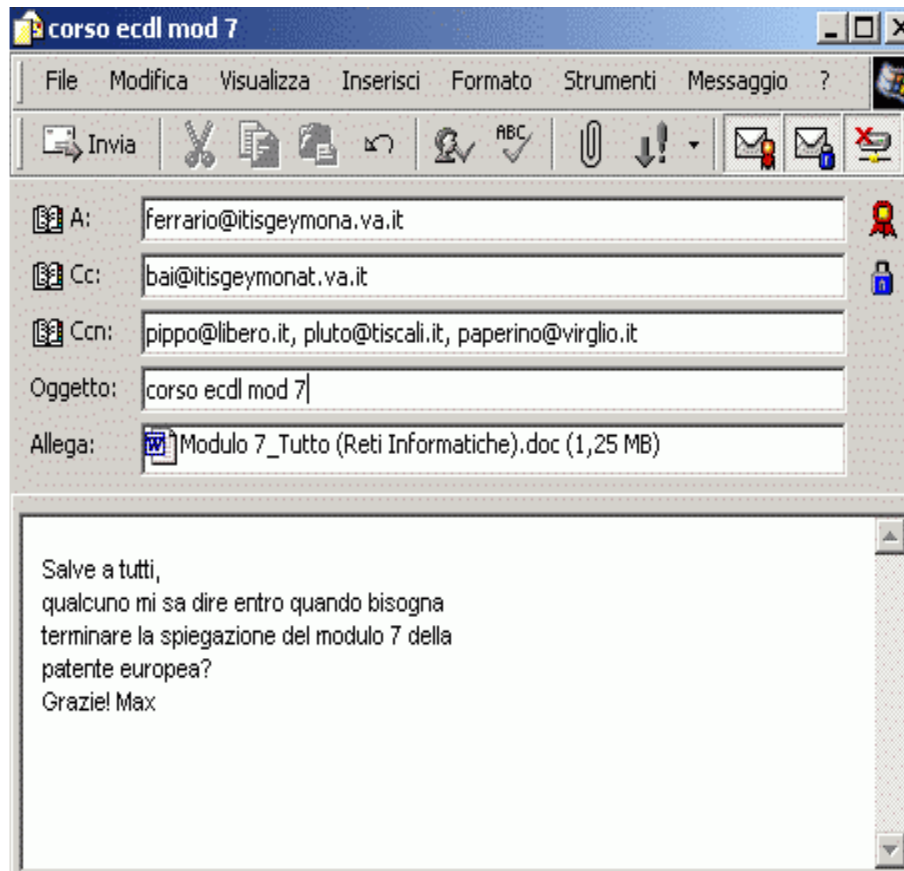 corso ecdl mod 7
File Modifica Visualizza Inserisci Formato Strumenti Messaggio ?
Invia ABC
A: ferrario@itisgeymona.va.it
Cc: bai@itisgeymonat.va.it
Ccn: pippo@libero.it, pluto@tiscali.it, paperino@virglio.it
Oggetto: corso ecdl mod 7
Allega: Modulo 7_Tutto (Reti Informatiche).doc (1,25 MB)
Salve a tutti,
qualcuno mi sa dire entro quando bisogna
terminare la spiegazione del modulo 7 della
patente europea?
Grazie! Max